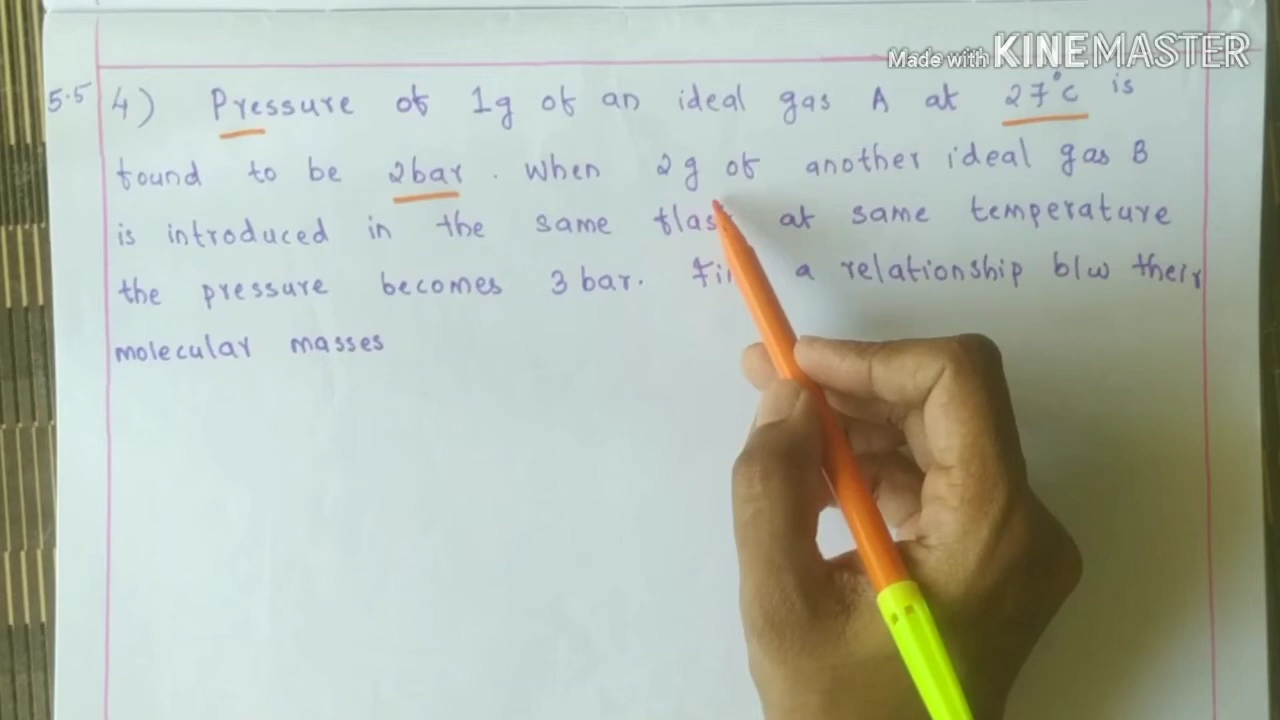 Made with KINEMASTER
5.5 4) Pressure of 1g of an ideal gas A at 27°C is
found to be 2bar. When 2g of another ideal gas B
is introduced in the same at same temperature
the pressure becomes 3 bar. a relationship b/w their
molecular masses